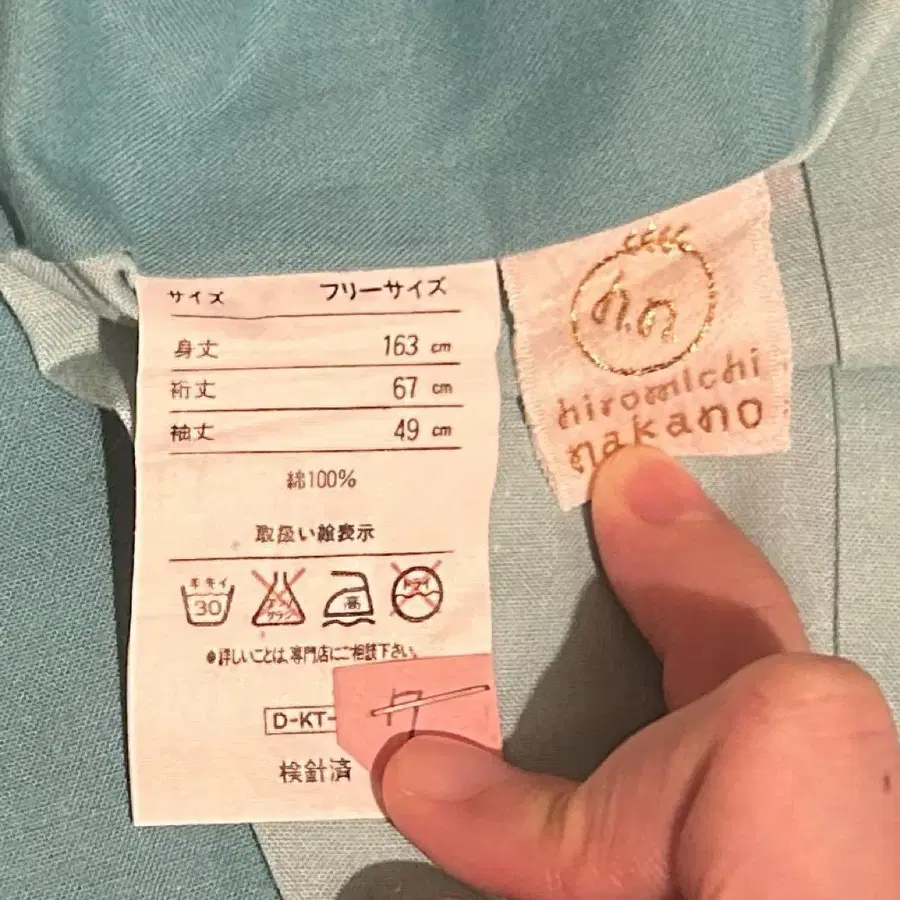 サイズ フリーサイズ
身丈 163 cm
裄丈 67 cm
袖丈 49 cm
綿100%
取扱い絵表示
30
高
ドライ
●詳しいことは、専門店にご相談下さい。
D-KT-
検針済
n.n
hiromichi
nakano